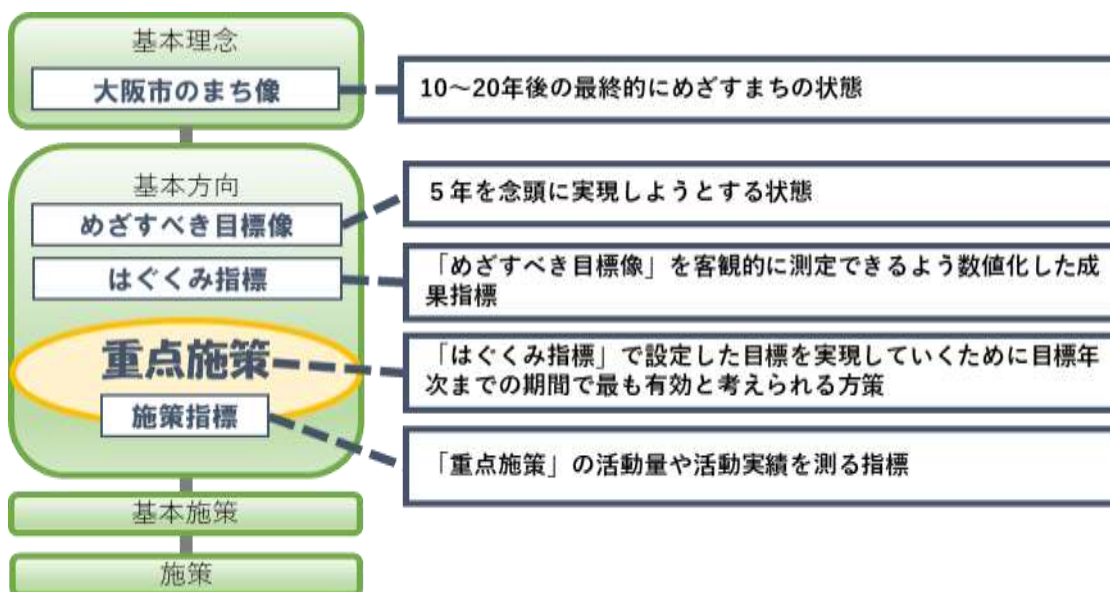 基本理念
大阪市のまち像
10～20年後の最終的にめざすまちの状態
基本方向
めざすべき目標像
５年を念頭に実現しようとする状態
はぐくみ指標
「めざすべき目標像」を客観的に測定できるよう数値化した成
果指標
重点施策
「はぐくみ指標」で設定した目標を実現していくために目標年
次までの期間で最も有効と考えられる方策
施策指標
「重点施策」の活動量や活動実績を測る指標
基本施策
施策